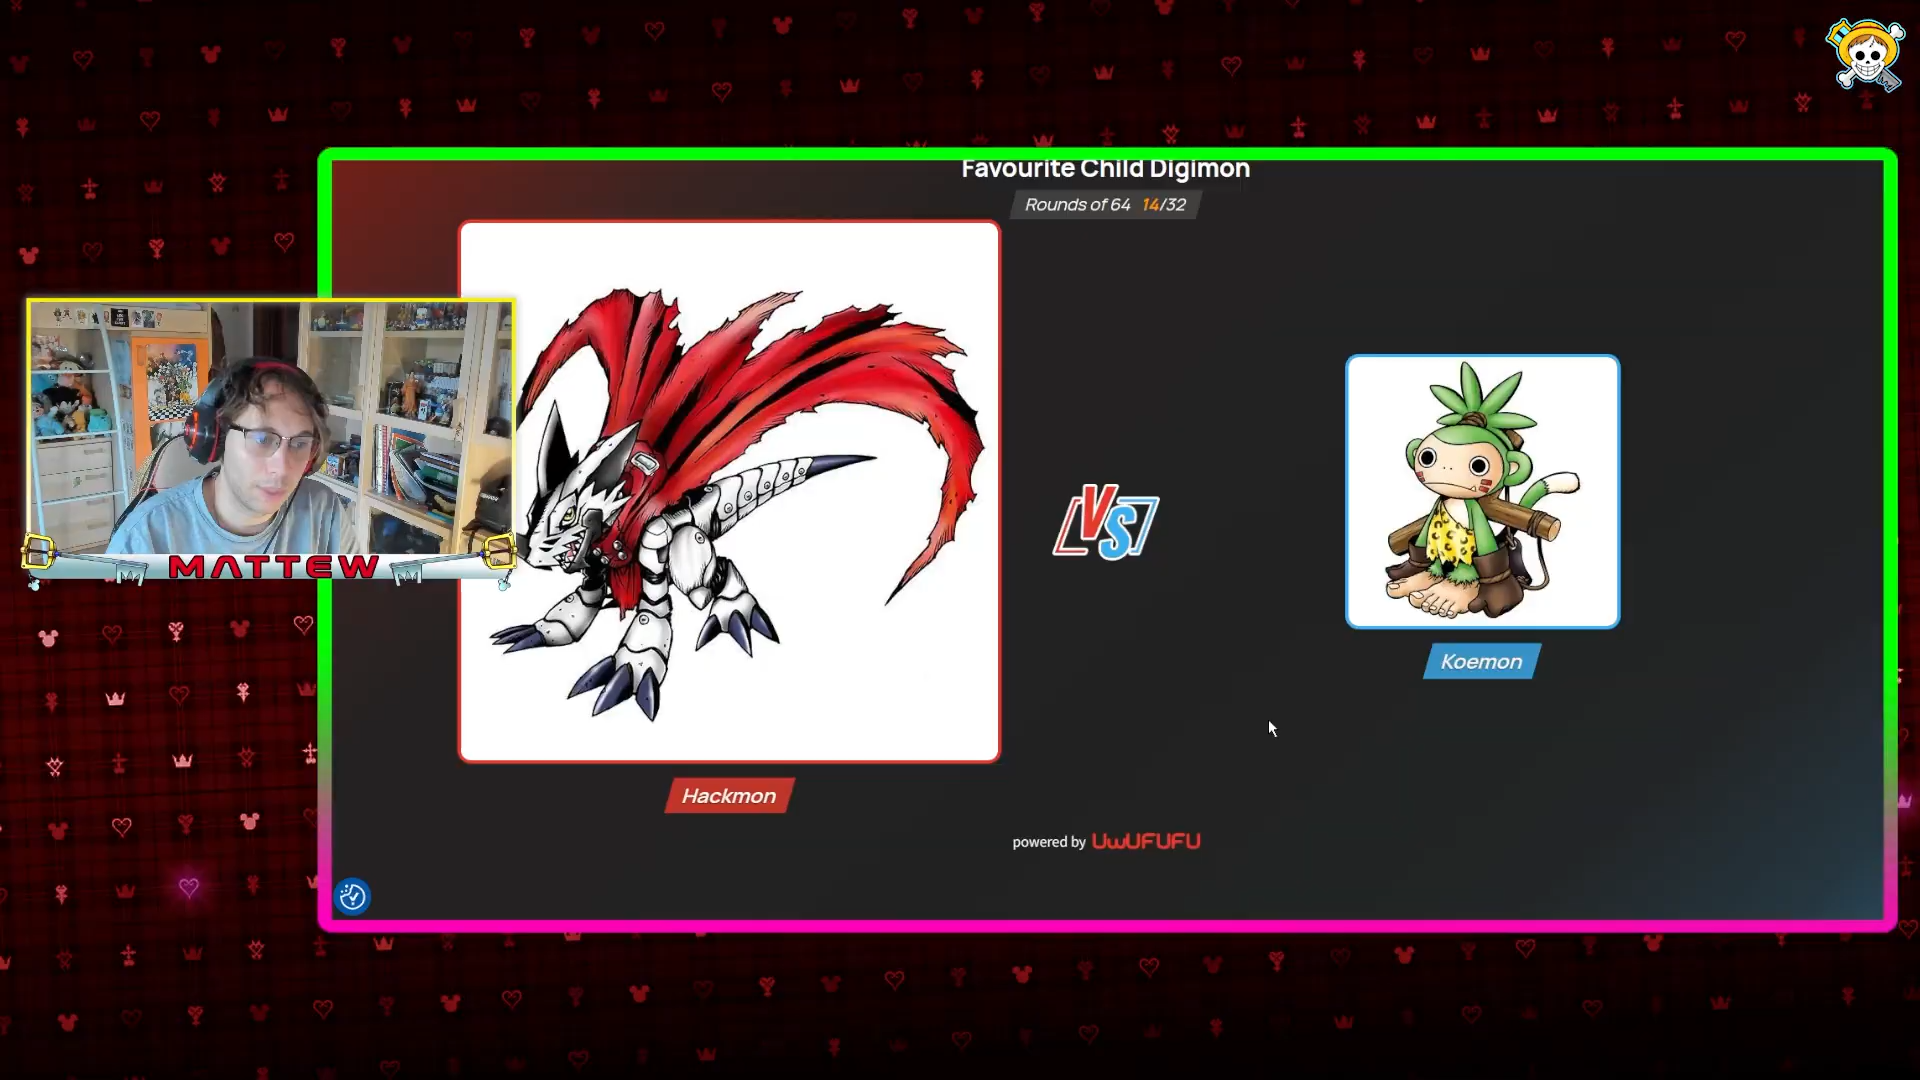 Favourite Child Digimon
Rounds of 64 14/32
VS
MATTEW
Koemon
Hackmon
powered by UwUFUFU